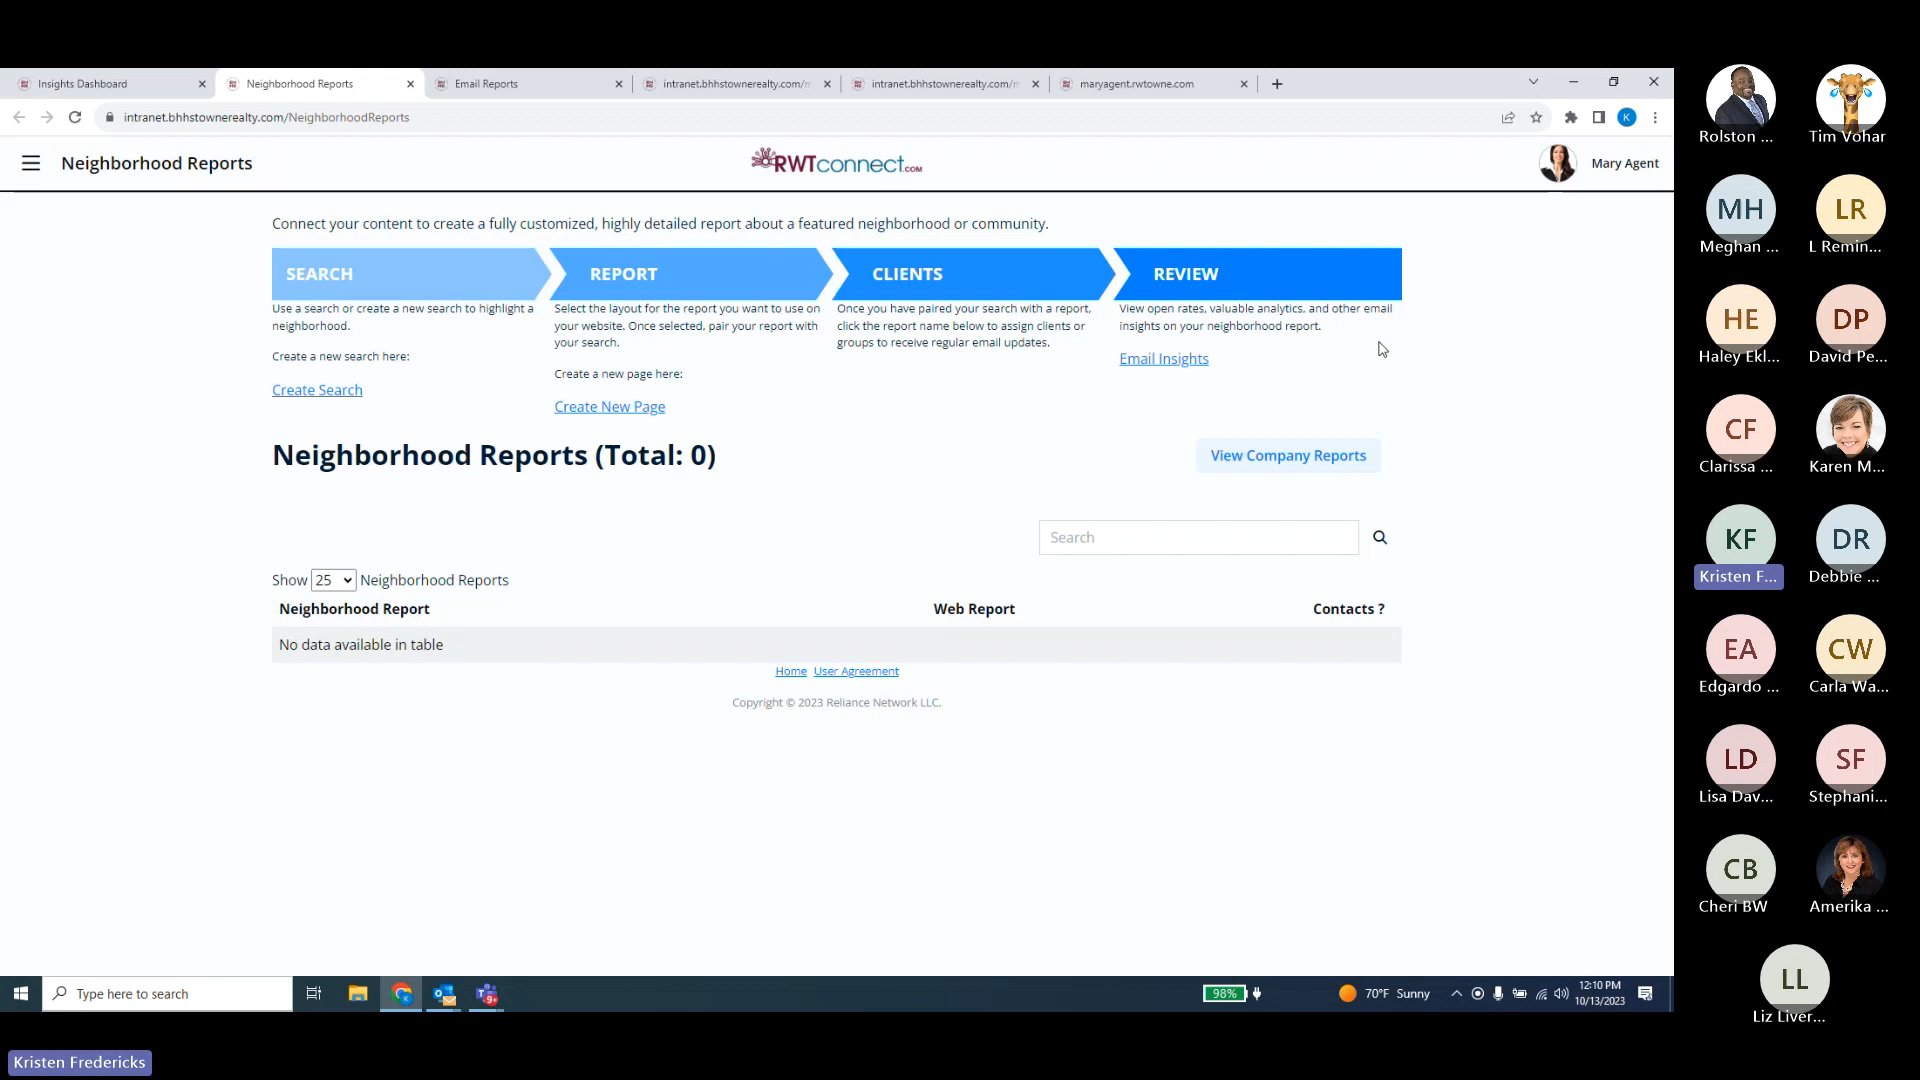 Insights Dashboard
Neighborhood Reports
Email Reports
intranet.bhhstownerealty.com/r
intranet.bhhstownerealty.com/r
maryagent.rwtowne.com
intranet.bhhstownerealty.com/NeighborhoodReports
K
Neighborhood Reports
RWTconnect.COM
Mary Agent
Connect your content to create a fully customized, highly detailed report about a featured neighborhood or community.
SEARCH
Use a search or create a new search to highlight a
neighborhood.
Create a new search here:
Create Search
REPORT
Select the layout for the report you want to use on
your website. Once selected, pair your report with
your search.
Create a new page here:
Create New Page
CLIENTS
Once you have paired your search with a report,
click the report name below to assign clients or
groups to receive regular email updates.
REVIEW
View open rates, valuable analytics, and other email
insights on your neighborhood report.
Email Insights
Neighborhood Reports (Total: 0)
View Company Reports
Search
Show 25 Neighborhood Reports
Neighborhood Report Web Report Contacts ?
No data available in table
Home User Agreement
Copyright © 2023 Reliance Network LLC.
Type here to search
9+
98%
70°F Sunny
12:10 PM
10/13/2023
Rolston ...
Tim Vohar
MH
Meghan ...
LR
L Remin...
HE
Haley Ekl...
DP
David Pe...
CF
Clarissa ...
Karen M...
KF
Kristen F...
DR
Debbie ...
EA
Edgardo ...
CW
Carla Wa...
LD
Lisa Dav...
SF
Stephani...
CB
Cheri BW
Amerika ...
LL
Liz Liver...
Kristen Fredericks